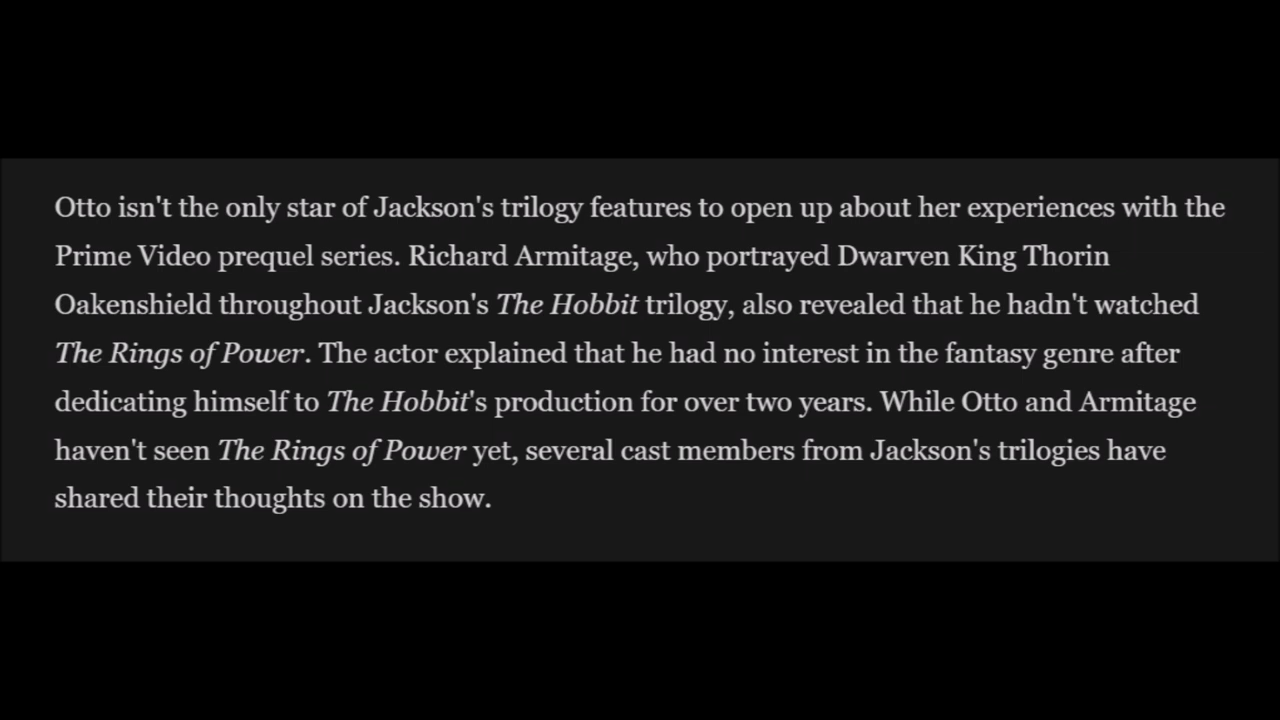 Otto isn't the only star of Jackson's trilogy features to open up about her experiences with the
Prime Video prequel series. Richard Armitage, who portrayed Dwarven King Thorin
Oakenshield throughout Jackson's The Hobbit trilogy, also revealed that he hadn't watched
The Rings of Power. The actor explained that he had no interest in the fantasy genre after
dedicating himself to The Hobbit's production for over two years. While Otto and Armitage
haven't seen The Rings of Power yet, several cast members from Jackson's trilogies have
shared their thoughts on the show.